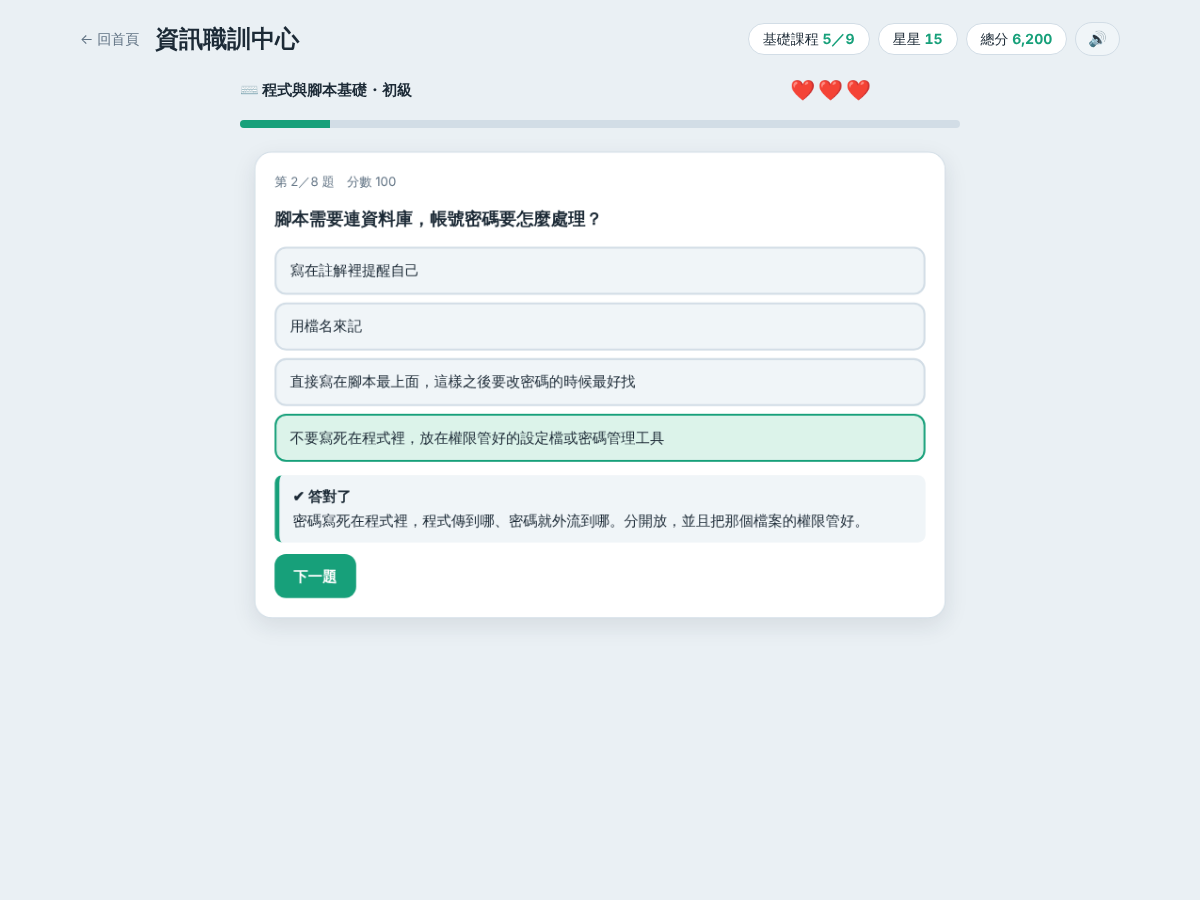 ← 回首頁 資訊職訓中心 基礎課程 5／9 星星 15 總分 6,200
程式與腳本基礎・初級
第 2／8 題 分數 100
腳本需要連資料庫，帳號密碼要怎麼處理？
寫在註解裡提醒自己
用檔名來記
直接寫在腳本最上面，這樣之後要改密碼的時候最好找
不要寫死在程式裡，放在權限管好的設定檔或密碼管理工具
✔ 答對了
密碼寫死在程式裡，程式傳到哪、密碼就外流到哪。分開放，並且把那個檔案的權限管好。
下一題